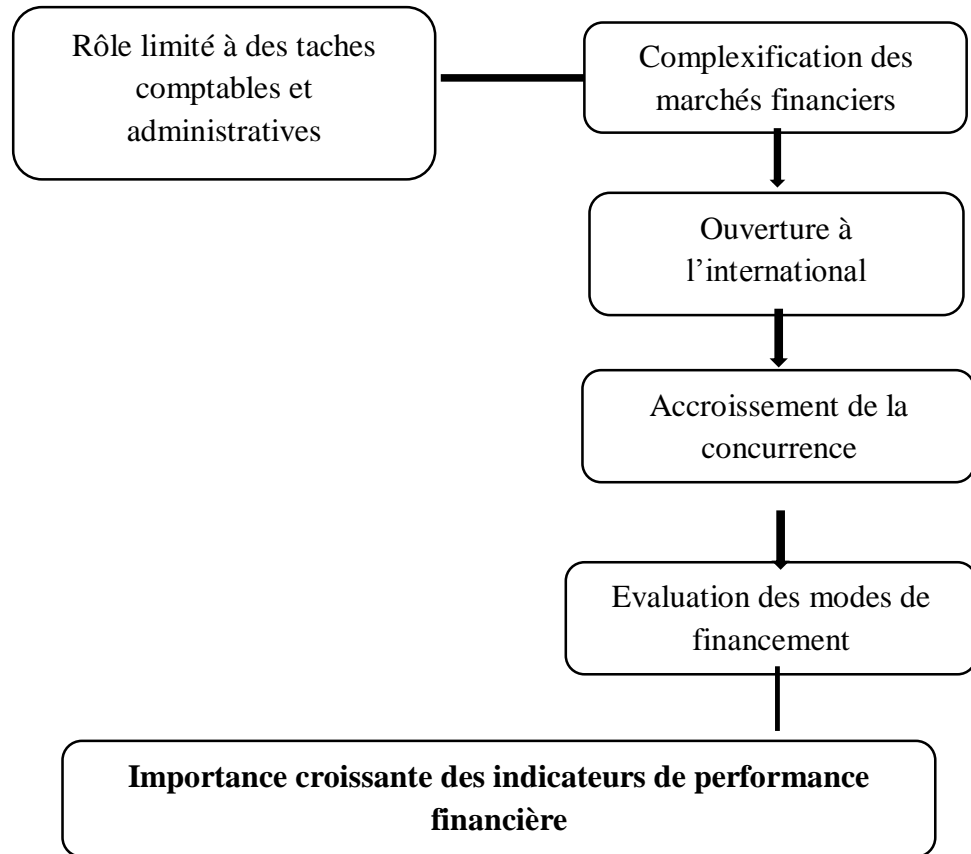 Rôle limité à des taches
comptables et
administratives
Complexification des
marchés financiers
Ouverture à
l’international
Accroissement de la
concurrence
Evaluation des modes de
financement
Importance croissante des indicateurs de performance
financière